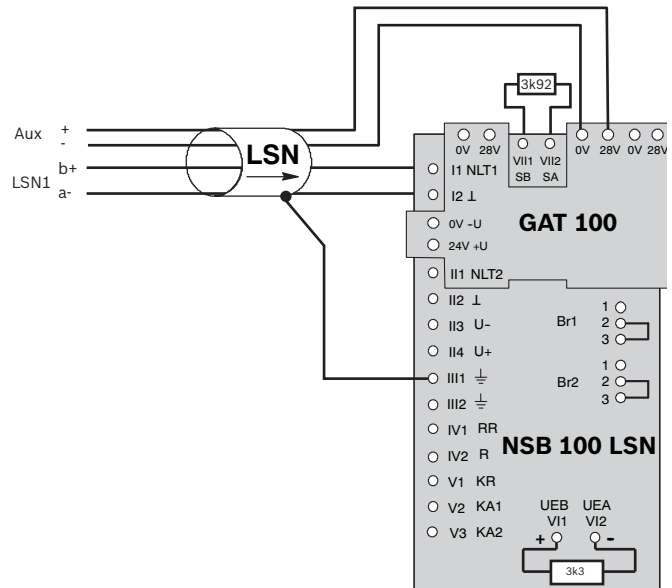 3k92
Aux +
-
LSN
b+
LSN1
a-
0V 28V
VII1 VII2
SB SA
0V 28V 0V 28V
I1 NLT1
I2 ⊥
GAT 100
0V -U
24V +U
II1 NLT2
II2 ⊥
II3 U-
II4 U+
III1 ⏚
III2 ⏚
IV1 RR
IV2 R
V1 KR
V2 KA1
V3 KA2
Br1
1
2
3
Br2
1
2
3
NSB 100 LSN
UEB UEA
VI1 VI2
+ -
3k3